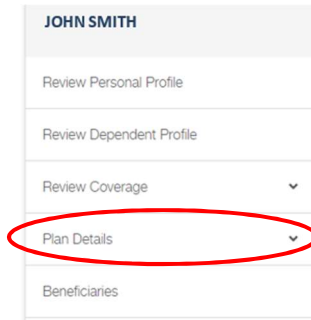 JOHN SMITH
Review Personal Profile
Review Dependent Profile
Review Coverage
Plan Details
Beneficiaries